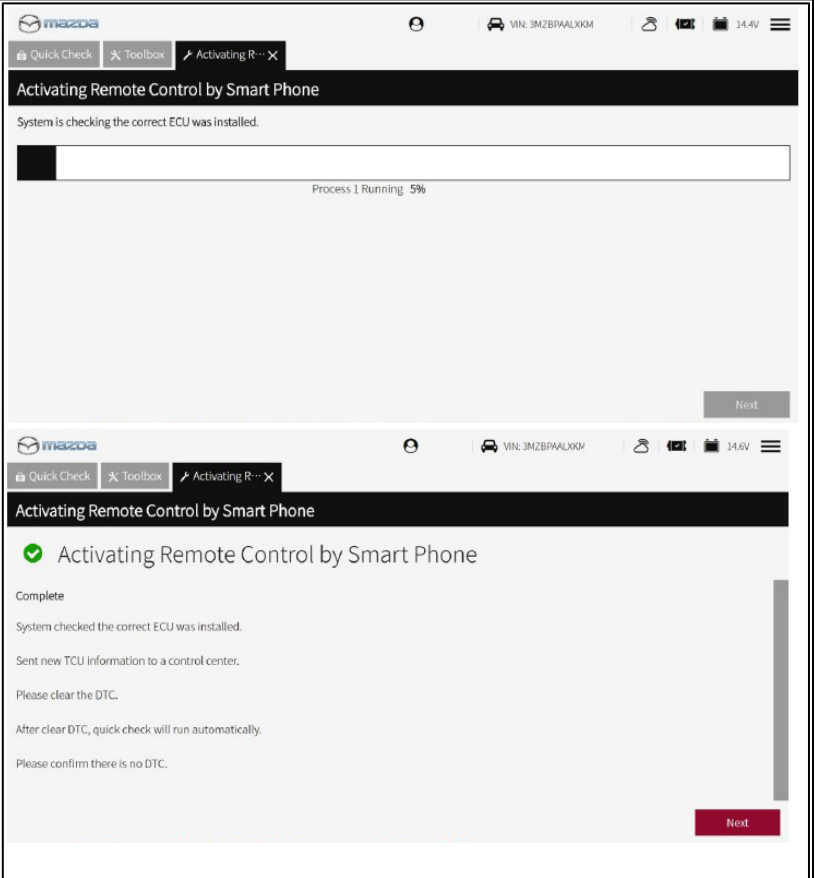 mazda
VIN: 3MZBPAALXKM
14.4V
Quick Check
Toolbox
Activating R···
Activating Remote Control by Smart Phone
System is checking the correct ECU was installed.
Process 1 Running 5%
Next
mazda
VIN: 3MZBPAALXKM
14.6V
Quick Check
Toolbox
Activating R···
Activating Remote Control by Smart Phone
Activating Remote Control by Smart Phone
Complete
System checked the correct ECU was installed.
Sent new TCU information to a control center.
Please clear the DTC.
After clear DTC, quick check will run automatically.
Please confirm there is no DTC.
Next